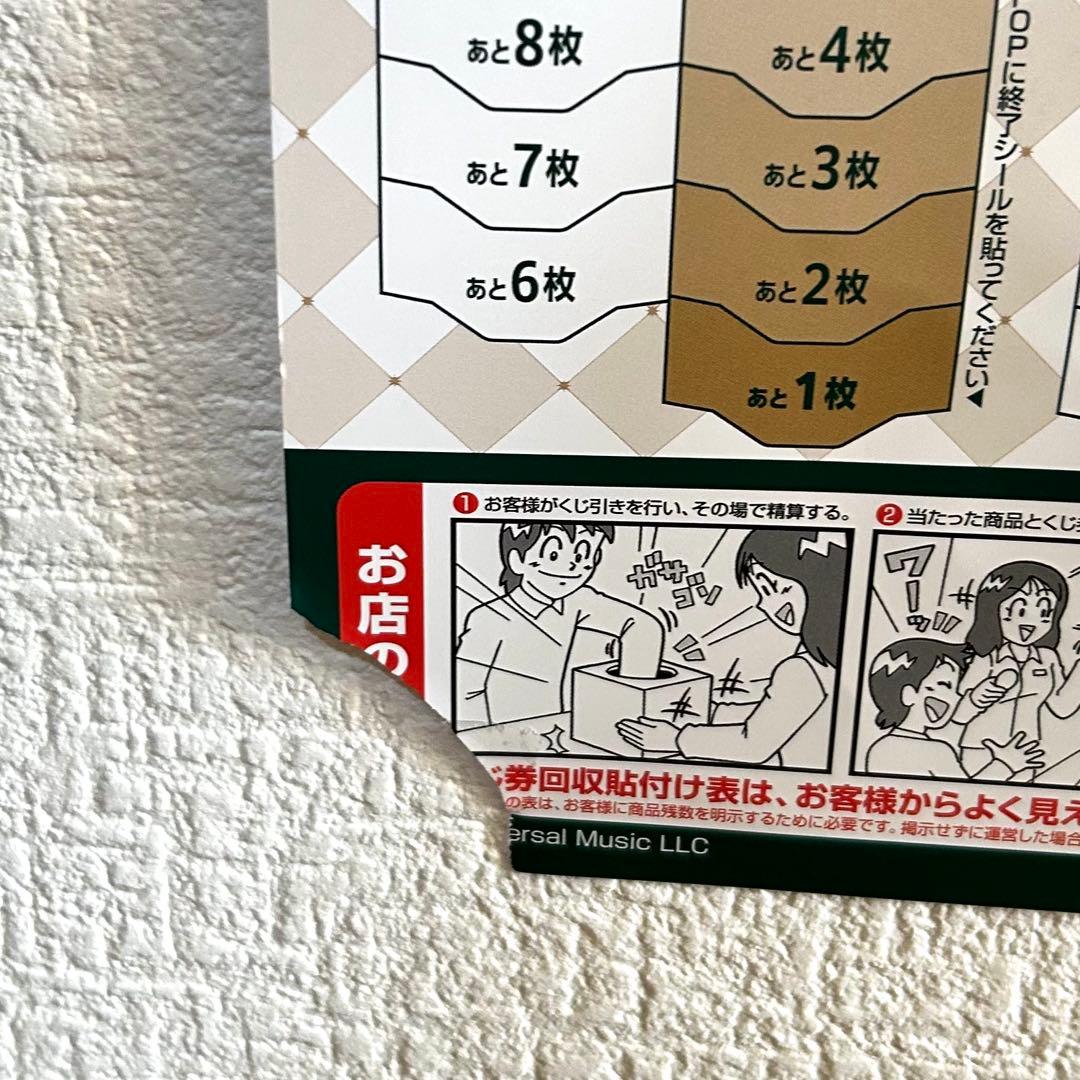 あと8枚
あと7枚
あと6枚
あと4枚
あと3枚
あと2枚
あと1枚
OPに終了シールを貼ってください◀
お店の
1 お客様がくじ引きを行い、その場で精算する。
ガサゴソ
2 当たった商品とくじ
ワーッ!!
券回収貼付け表は、お客様からよく見え
の表は、お客様に商品残数を明示するために必要です。掲示せずに運営した場合
ersal Music LLC